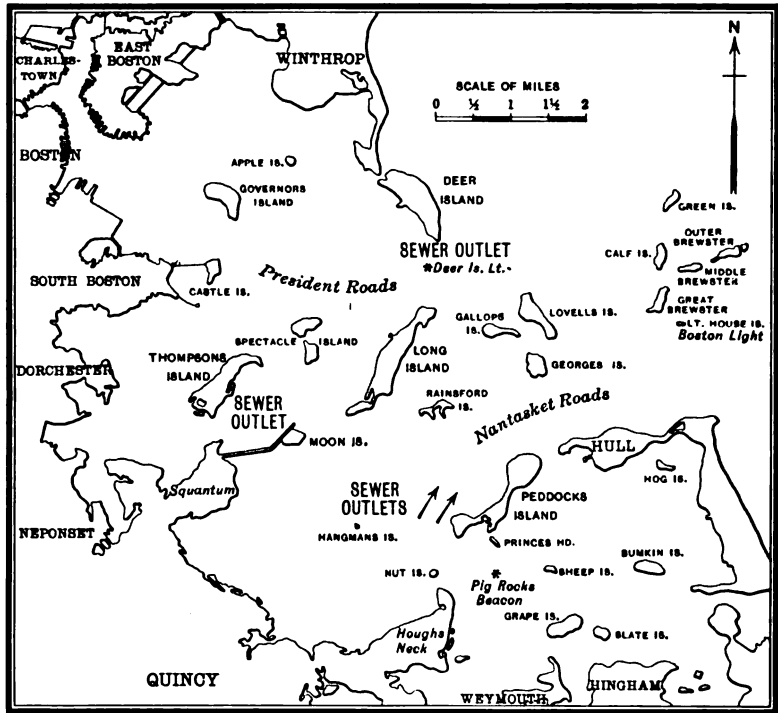 EAST
BOSTON
CHARLES-
TOWN
WINTHROP
N
SCALE OF MILES
0 ½ 1 1½ 2
BOSTON
APPLE IS.
GOVERNORS
ISLAND
DEER
ISLAND
GREEN IS.
SEWER OUTLET
*Deer Is. Lt.
OUTER
BREWSTER
CALF IS.
MIDDLE
BREWSTER
SOUTH BOSTON
CASTLE IS.
President Roads
GREAT
BREWSTER
LT. HOUSE IS.
Boston Light
GALLOPS
IS.
LOVELLS IS.
SPECTACLE
ISLAND
LONG
ISLAND
THOMPSONS
ISLAND
GEORGES IS.
DORCHESTER
SEWER
OUTLET
RAINSFORD
IS.
Nantasket Roads
MOON IS.
HULL
Squantum
HOG IS.
SEWER
OUTLETS
PEDDOCKS
ISLAND
NEPONSET
HANGMANS IS.
PRINCES HD.
NUT IS.
*
Pig Rocks
Beacon
SHEEP IS.
BUMKIN IS.
GRAPE IS.
SLATE IS.
Houghs
Neck
QUINCY
WEYMOUTH
HINGHAM